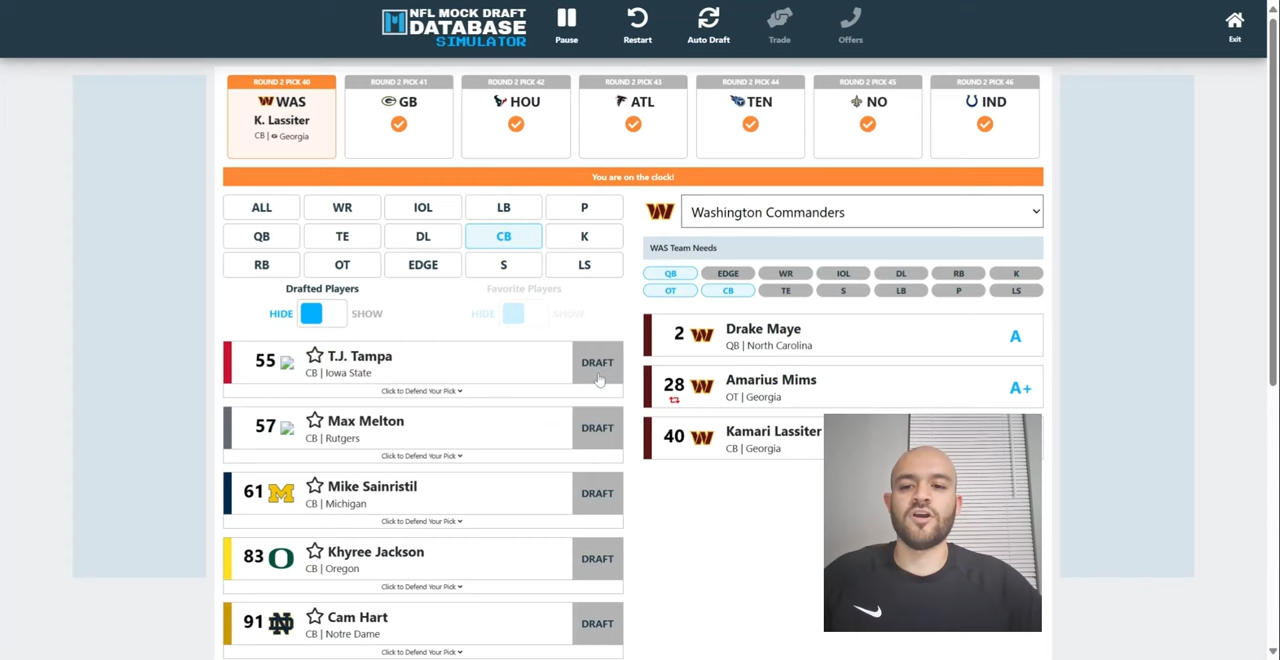 NFL MOCK DRAFT
DATABASE
SIMULATOR
Pause
Restart
Auto Draft
Trade
Offers
Exit
ROUND 2 PICK 40
WAS
K. Lassiter
CB | Georgia
ROUND 2 PICK 41
GB
ROUND 2 PICK 42
HOU
ROUND 2 PICK 43
ATL
ROUND 2 PICK 44
TEN
ROUND 2 PICK 45
NO
ROUND 2 PICK 46
IND
You are on the clock!
ALL WR IOL LB P
QB TE DL CB K
RB OT EDGE S LS
Drafted Players
HIDE SHOW
Favorite Players
HIDE SHOW
55 T.J. Tampa
CB | Iowa State
DRAFT
Click to Defend Your Pick
57 Max Melton
CB | Rutgers
DRAFT
Click to Defend Your Pick
61 Mike Sainristil
CB | Michigan
DRAFT
Click to Defend Your Pick
83 Khyree Jackson
CB | Oregon
DRAFT
Click to Defend Your Pick
91 Cam Hart
CB | Notre Dame
DRAFT
Click to Defend Your Pick
Washington Commanders
WAS Team Needs
QB EDGE WR IOL DL RB K
OT CB TE S LB P LS
2 Drake Maye
QB | North Carolina
A
28 Amarius Mims
OT | Georgia
A+
40 Kamari Lassiter
CB | Georgia